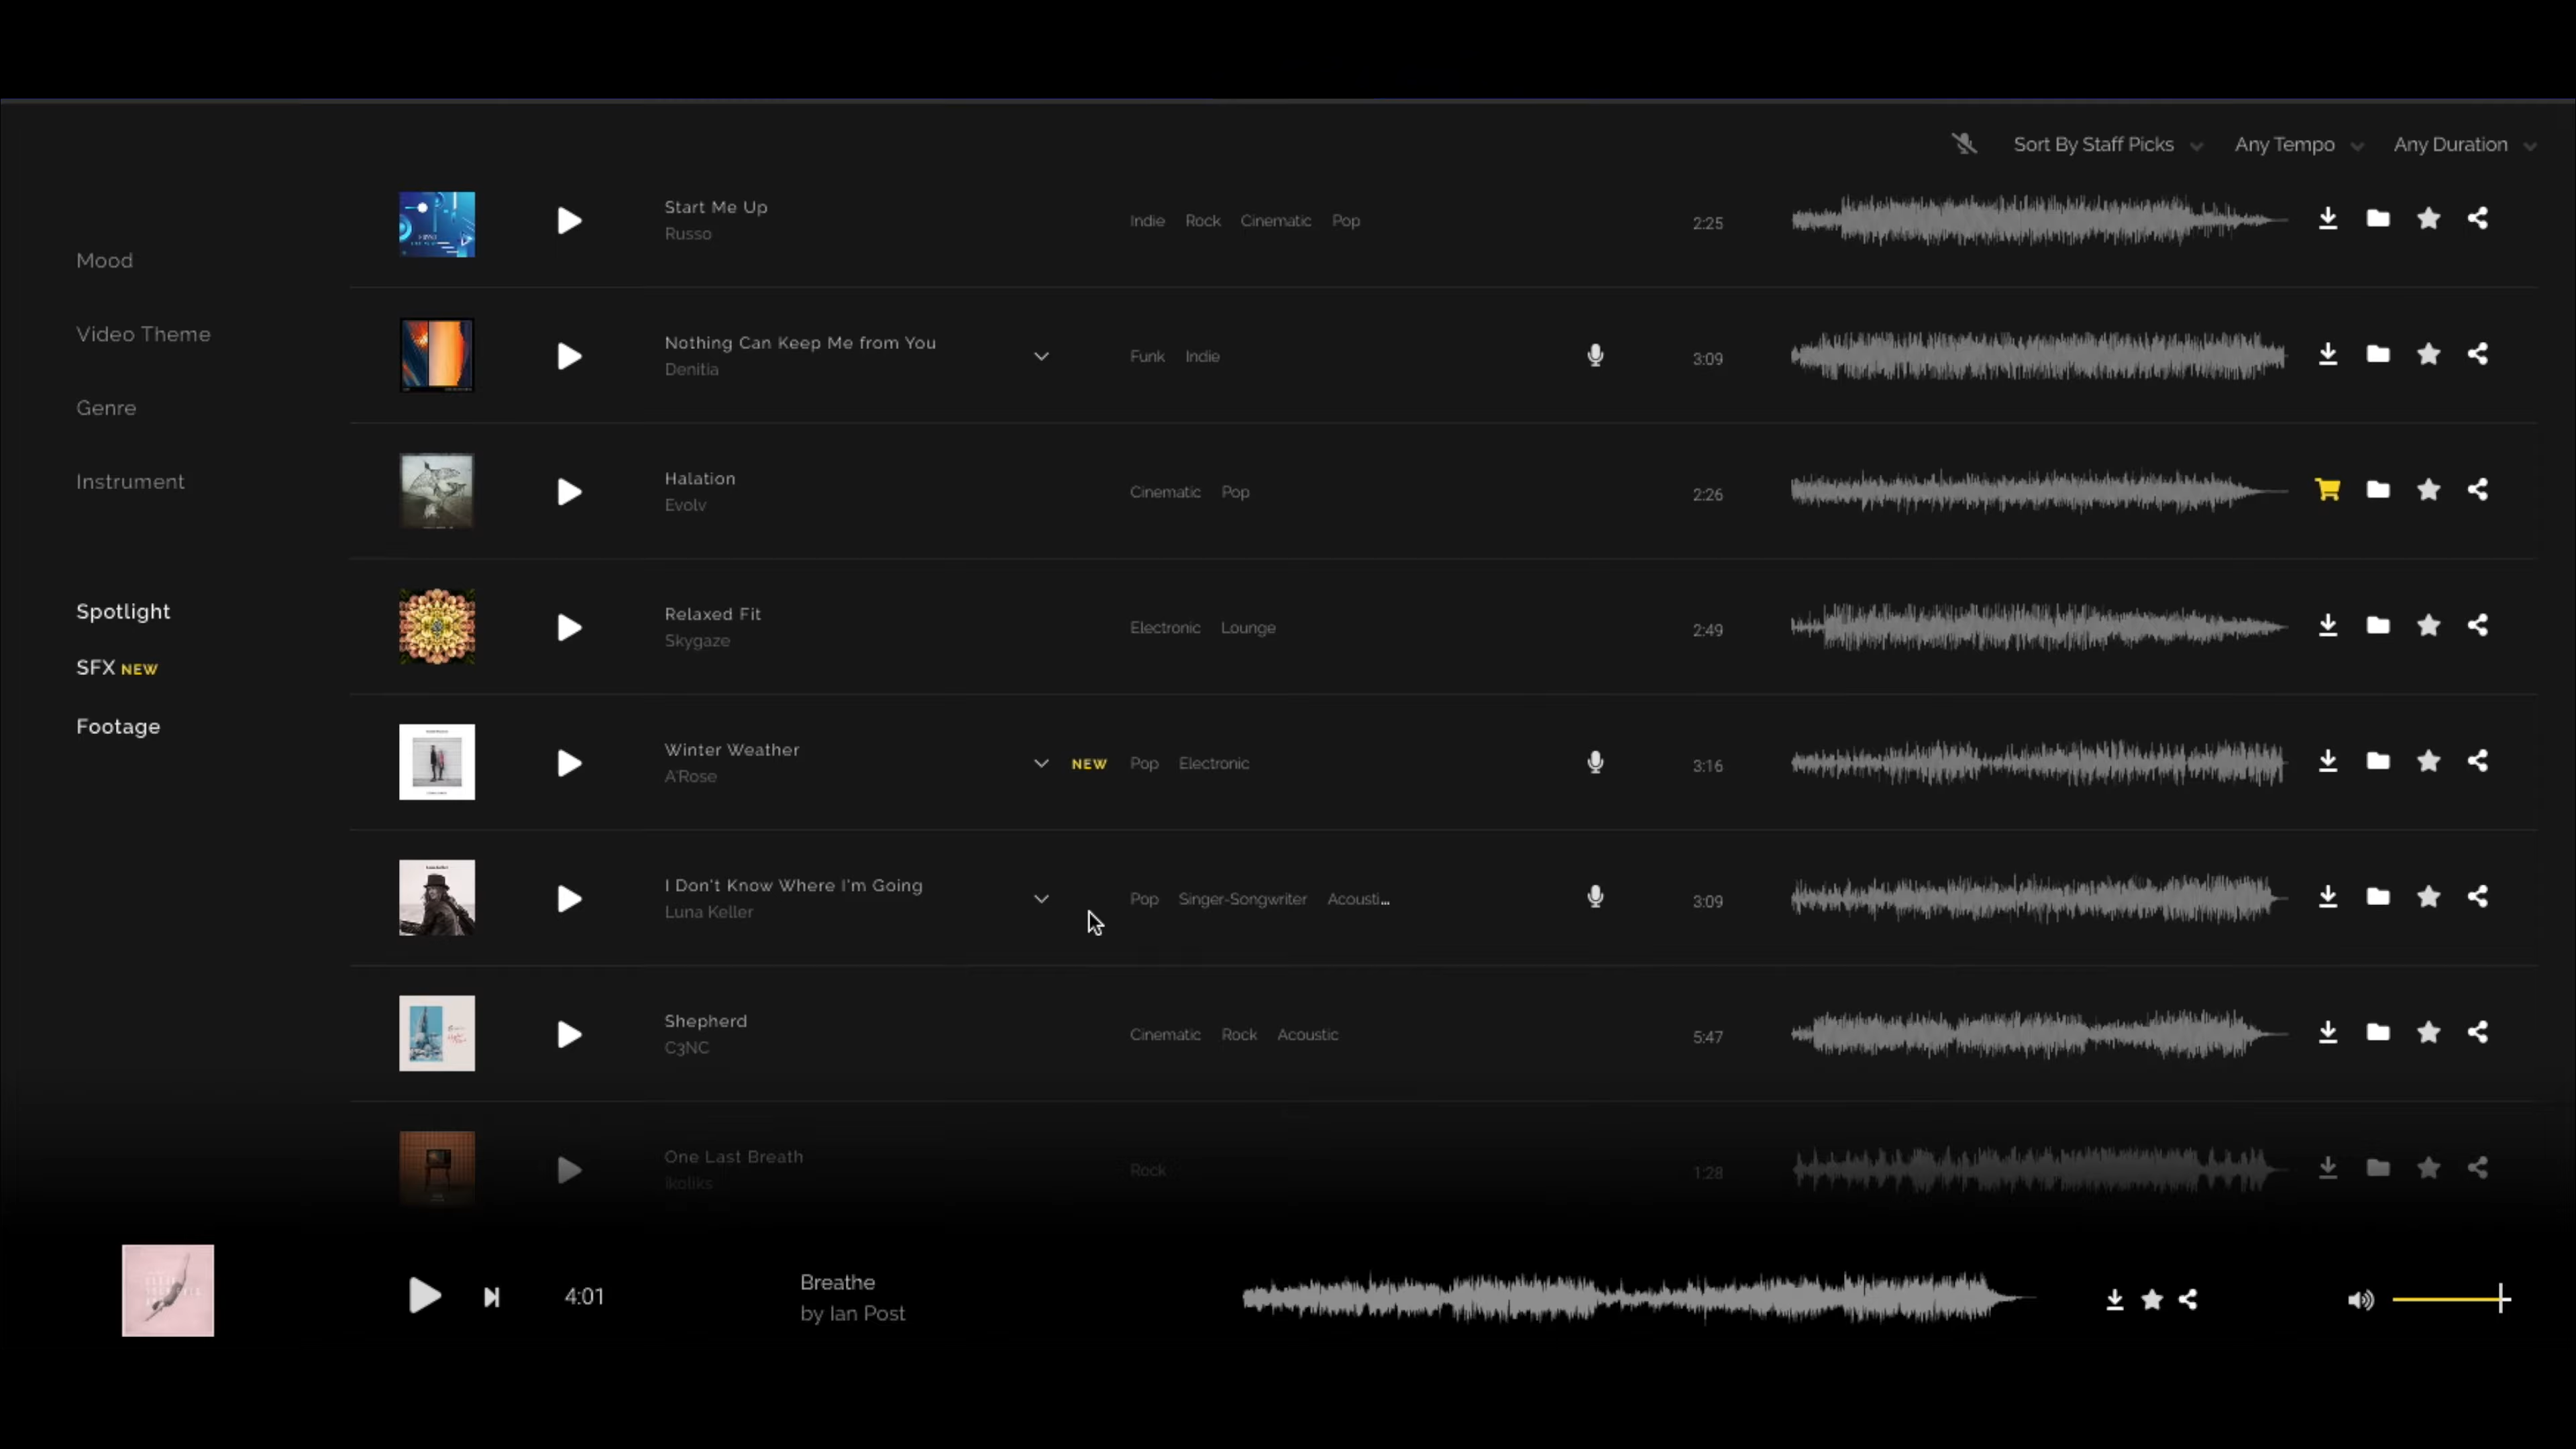 Sort By Staff Picks Any Tempo Any Duration
Mood
Video Theme
Genre
Instrument
Spotlight
SFX NEW
Footage
Start Me Up
Russo
Indie Rock Cinematic Pop
2:25
Nothing Can Keep Me from You
Denitia
Funk Indie
3:09
Halation
Evolv
Cinematic Pop
2:26
Relaxed Fit
Skygaze
Electronic Lounge
2:49
Winter Weather
A'Rose
NEW Pop Electronic
3:16
I Don't Know Where I'm Going
Luna Keller
Pop Singer-Songwriter Acousti...
3:09
Shepherd
C3NC
Cinematic Rock Acoustic
5:47
One Last Breath
Ikoliks
Rock
1:28
4:01
Breathe
by Ian Post